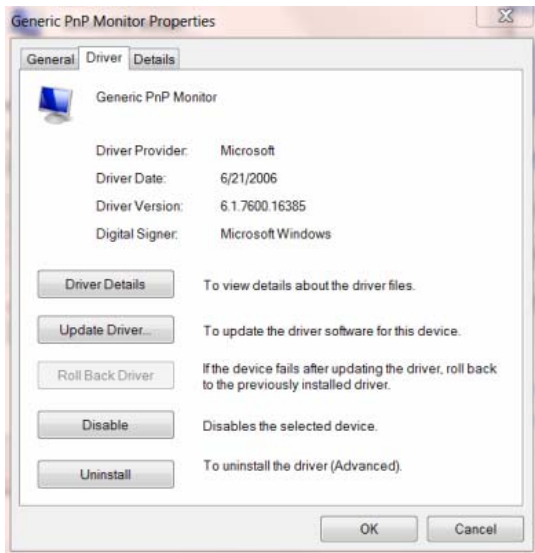 Generic PnP Monitor Properties
General Driver Details
Generic PnP Monitor
Driver Provider: Microsoft
Driver Date: 6/21/2006
Driver Version: 6.1.7600.16385
Digital Signer: Microsoft Windows
Driver Details To view details about the driver files.
Update Driver... To update the driver software for this device.
Roll Back Driver If the device fails after updating the driver, roll back
to the previously installed driver.
Disable Disables the selected device.
Uninstall To uninstall the driver (Advanced).
OK Cancel